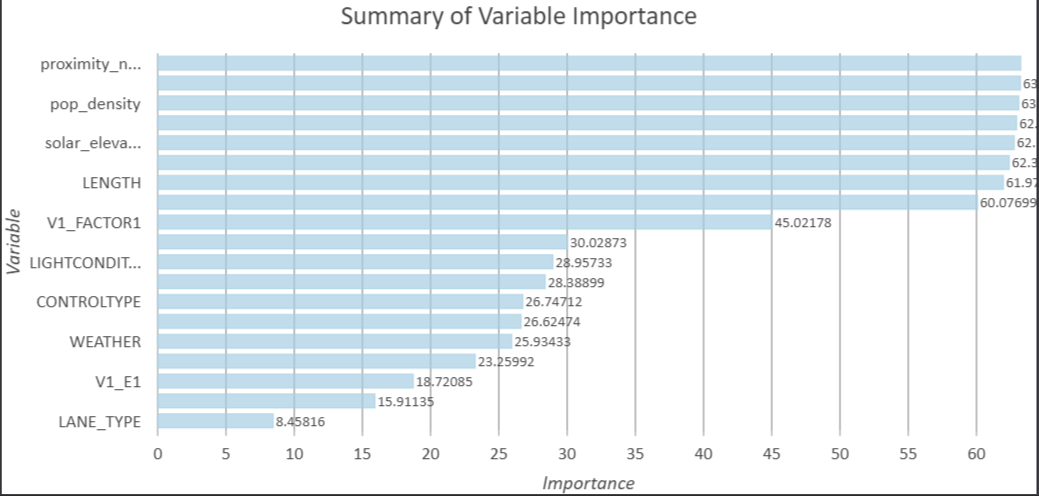 Summary of Variable Importance
Variable
proximity_n...
63
pop_density
63
62.
solar_eleva...
62.
62.3
LENGTH
61.97
60.07699
V1_FACTOR1
45.02178
30.02873
LIGHTCONDIT...
28.95733
28.38899
CONTROLTYPE
26.74712
26.62474
WEATHER
25.93433
23.25992
V1_E1
18.72085
15.91135
LANE_TYPE
8.45816
0 5 10 15 20 25 30 35 40 45 50 55 60
Importance